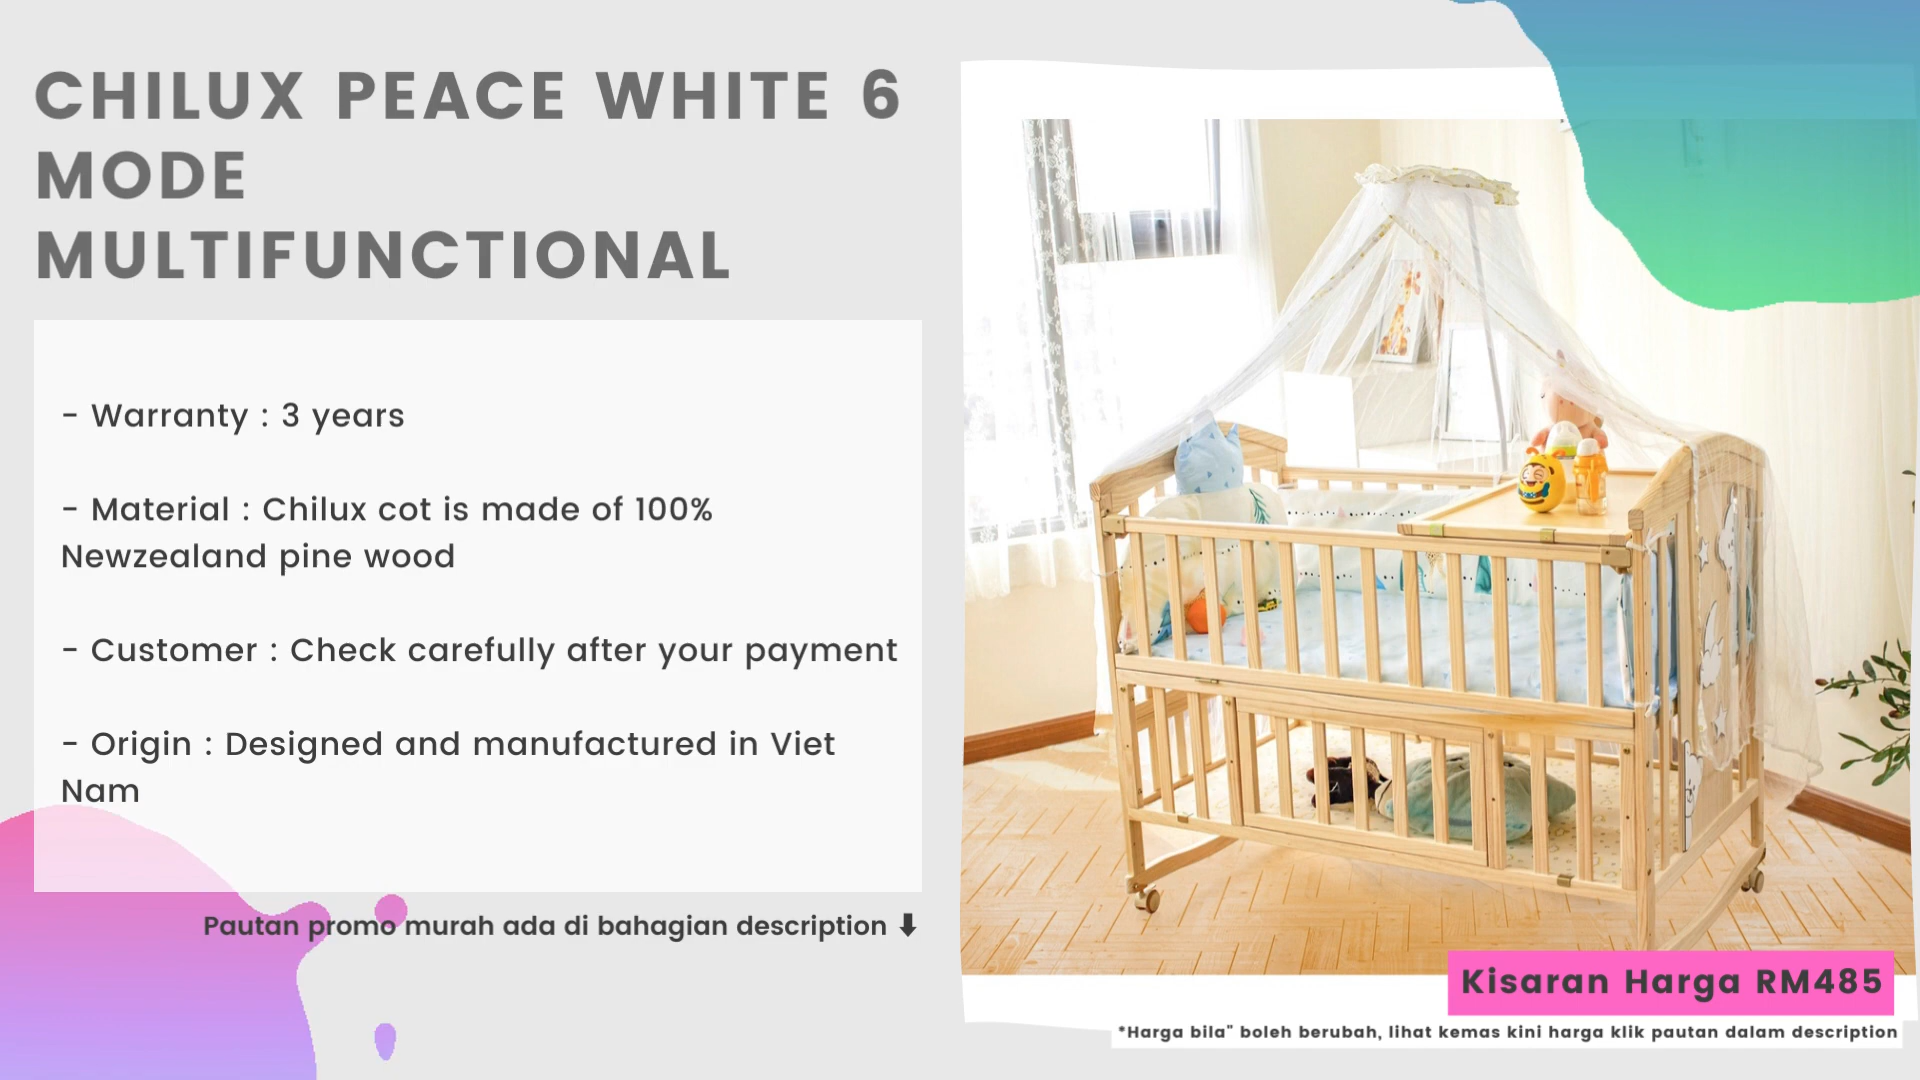 CHILUX PEACE WHITE 6
MODE
MULTIFUNCTIONAL
- Warranty : 3 years
- Material : Chilux cot is made of 100%
Newzealand pine wood
- Customer : Check carefully after your payment
- Origin : Designed and manufactured in Viet
Nam
Pautan promo murah ada di bahagian description ⬇
Kisaran Harga RM485
*Harga bila" boleh berubah, lihat kemas kini harga klik pautan dalam description